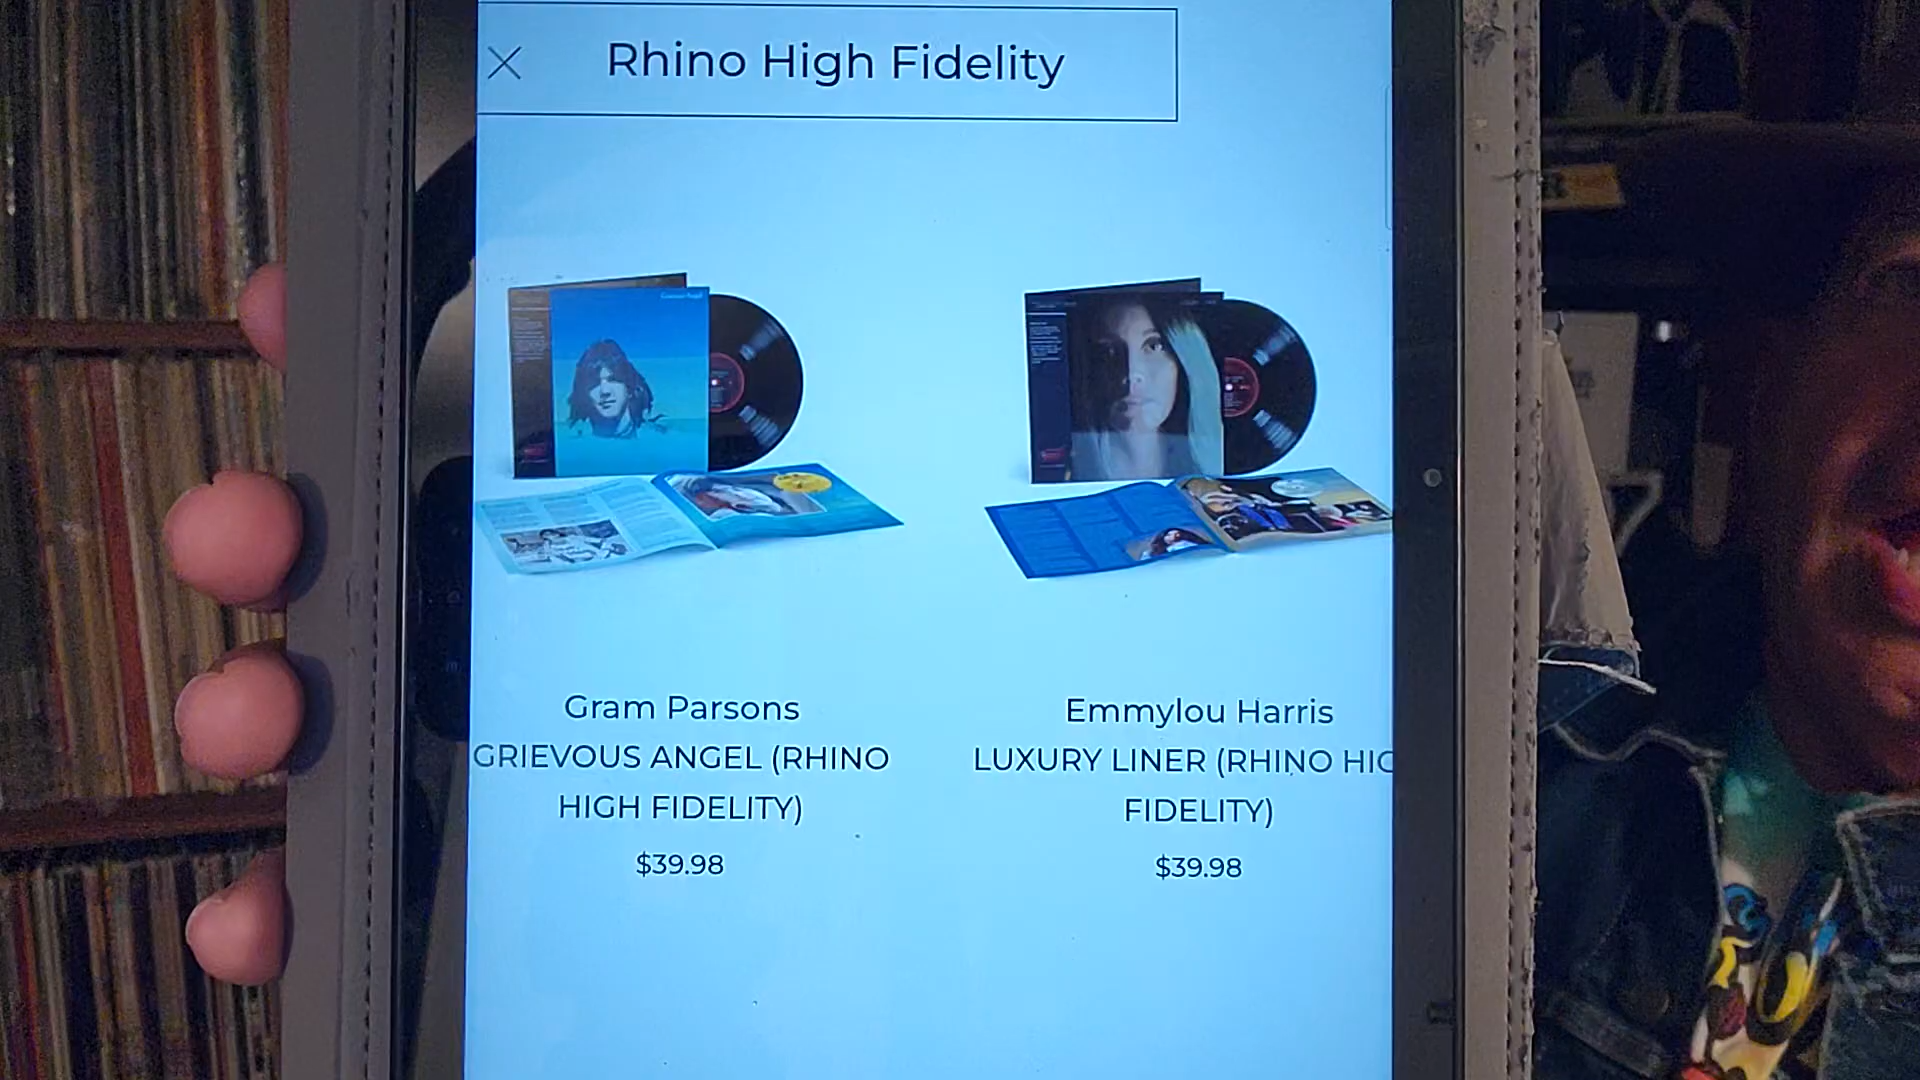 Rhino High Fidelity
Gram Parsons
GRIEVOUS ANGEL (RHINO
HIGH FIDELITY)
$39.98
Emmylou Harris
LUXURY LINER (RHINO HIG
FIDELITY)
$39.98